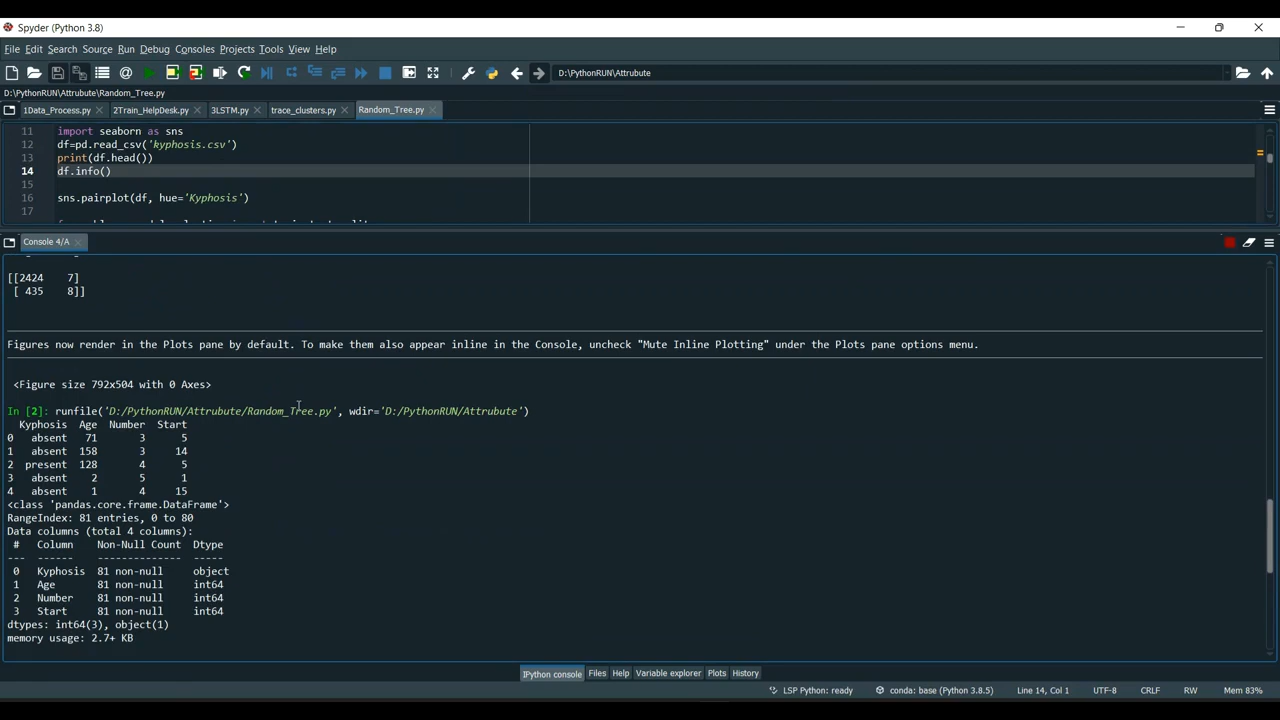 Spyder (Python 3.8)
File Edit Search Source Run Debug Consoles Projects Tools View Help
D:\PythonRUN\Attrubute
D:\PythonRUN\Attrubute\Random_Tree.py
1Data_Process.py 2Train_HelpDesk.py 3LSTM.py trace_clusters.py Random_Tree.py
11 import seaborn as sns
12 df=pd.read_csv('kyphosis.csv')
13 print(df.head())
14 df.info()
15
16 sns.pairplot(df, hue='Kyphosis')
17
Console 4/A
[[2424 7]
[ 435 8]]
Figures now render in the Plots pane by default. To make them also appear inline in the Console, uncheck "Mute Inline Plotting" under the Plots pane options menu.
<Figure size 792x504 with 0 Axes>
In [2]: runfile('D:/PythonRUN/Attrubute/Random_Tree.py', wdir='D:/PythonRUN/Attrubute')
Kyphosis Age Number Start
0 absent 71 3 5
1 absent 158 3 14
2 present 128 4 5
3 absent 2 5 1
4 absent 1 4 15
<class 'pandas.core.frame.DataFrame'>
RangeIndex: 81 entries, 0 to 80
Data columns (total 4 columns):
# Column Non-Null Count Dtype
--- ------ -------------- -----
0 Kyphosis 81 non-null object
1 Age 81 non-null int64
2 Number 81 non-null int64
3 Start 81 non-null int64
dtypes: int64(3), object(1)
memory usage: 2.7+ KB
IPython console Files Help Variable explorer Plots History
LSP Python: ready conda: base (Python 3.8.5) Line 14, Col 1 UTF-8 CRLF RW Mem 83%